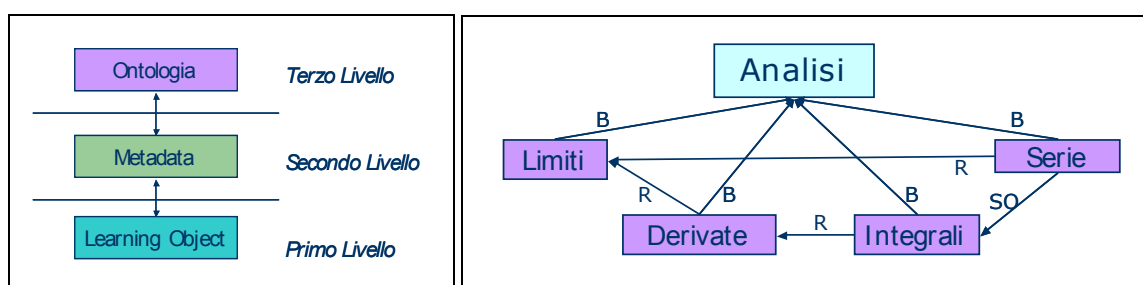 Ontologia
Terzo Livello
Metadata
Secondo Livello
Learning Object
Primo Livello
Analisi
B
B
Limiti
Serie
R
R
B
B
SO
Derivate
R
Integrali